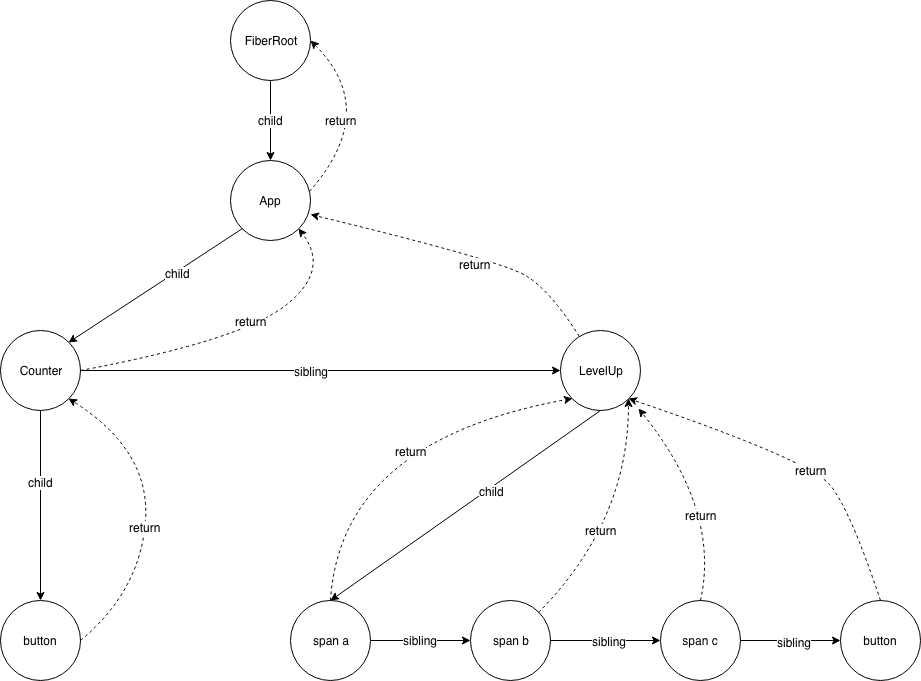 FiberRoot
child
return
App
child
return
return
Counter
sibling
LevelUp
child
return
return
child
return
return
return
return
button
span a
sibling
span b
sibling
span c
sibling
button